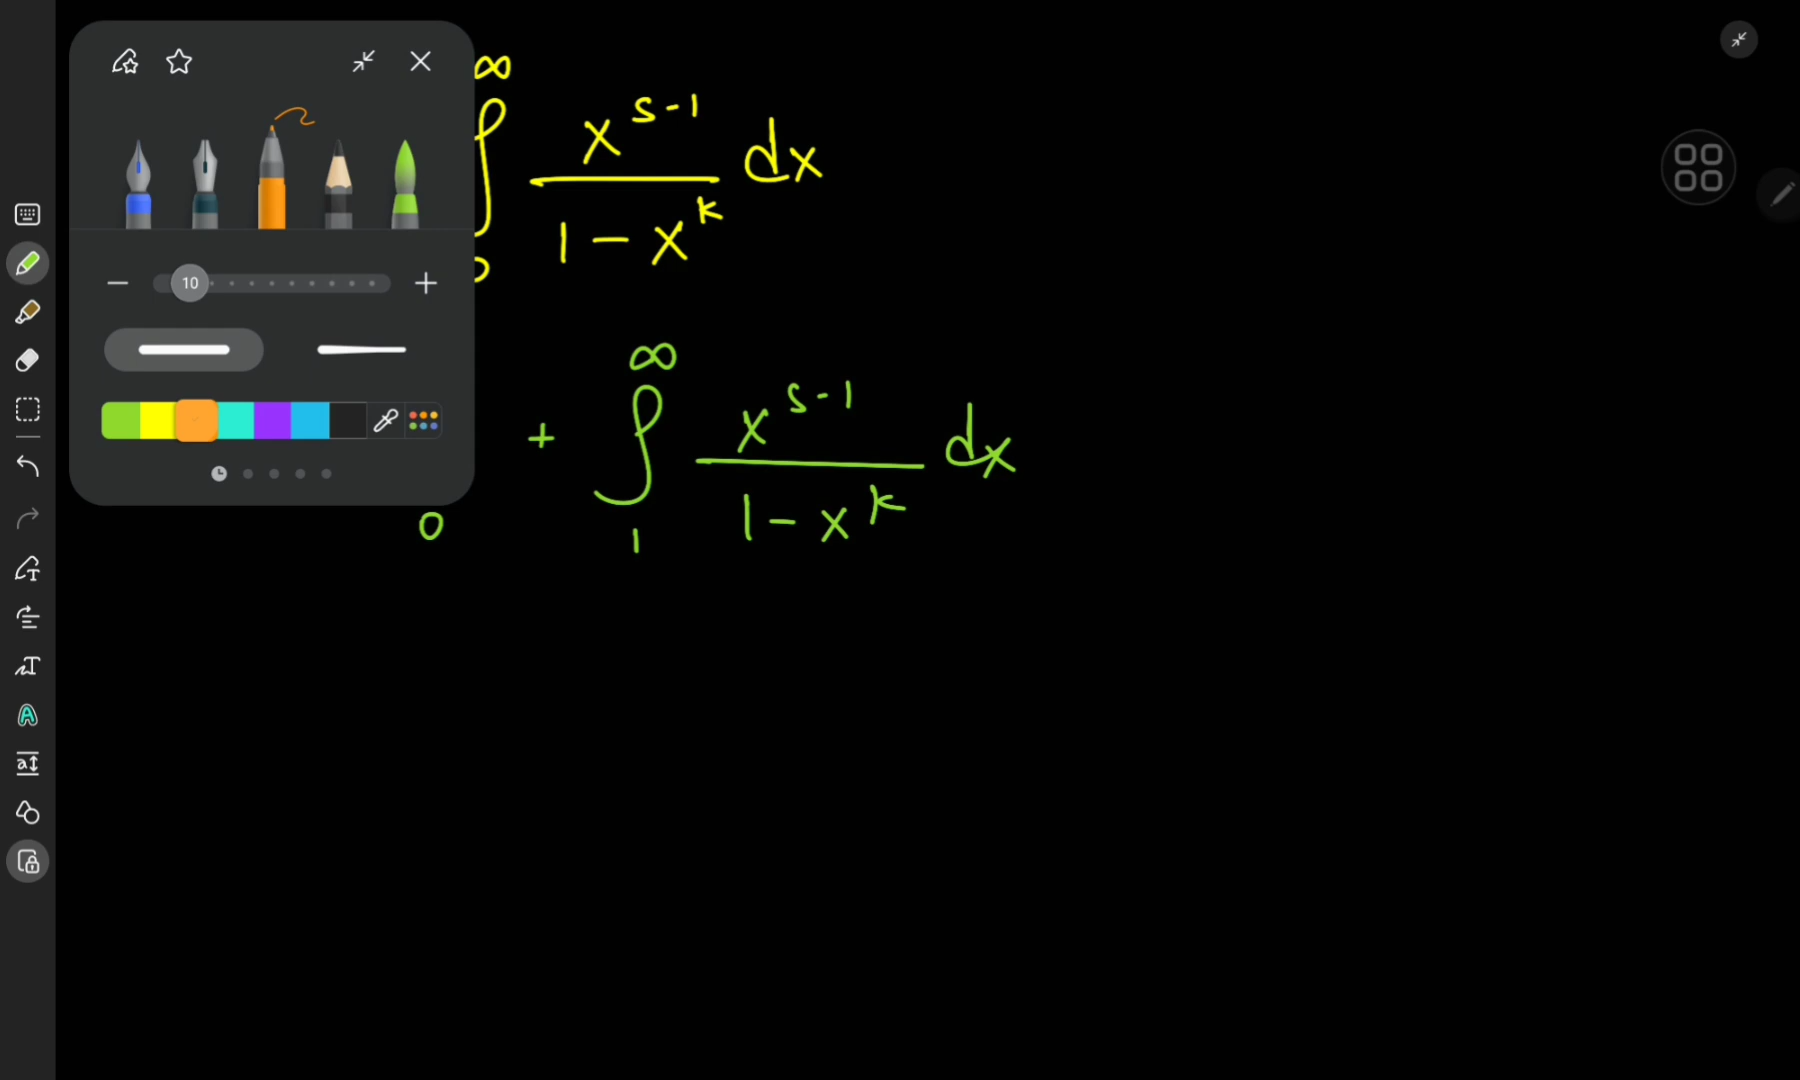 10
∞ ∫ 0 x^{s-1} / 1 - x^k dx
0 + ∫ 1 ∞ x^{s-1} / 1 - x^k dx